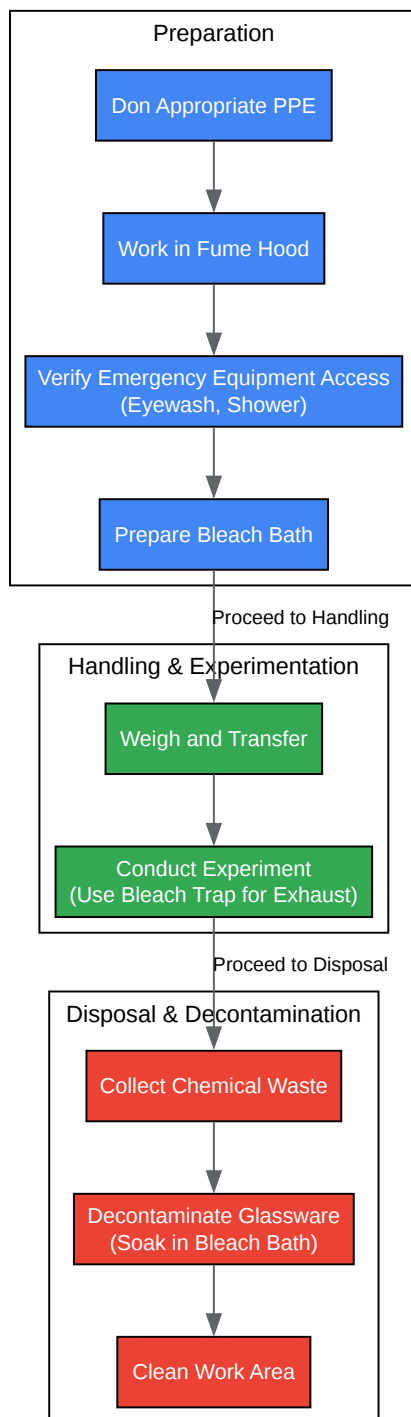 Preparation
Don Appropriate PPE
Work in Fume Hood
Verify Emergency Equipment Access
(Eyewash, Shower)
Prepare Bleach Bath
Proceed to Handling
Handling & Experimentation
Weigh and Transfer
Conduct Experiment
(Use Bleach Trap for Exhaust)
Proceed to Disposal
Disposal & Decontamination
Collect Chemical Waste
Decontaminate Glassware
(Soak in Bleach Bath)
Clean Work Area